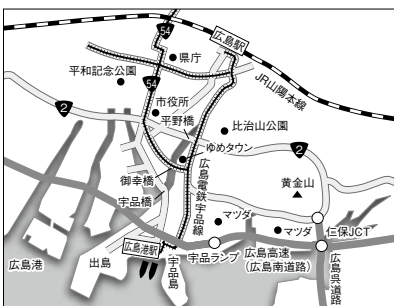 54
広島駅
県庁
平和記念公園
54
JR山陽本線
2
市役所
平野橋
比治山公園
ゆめタウン
2
御幸橋
広島電鉄宇品線
黄金山
宇品橋
マツダ
マツダ
仁保JCT
広島港駅
広島港
出島
宇品島
宇品ランプ
広島高速
(広島南道路)
広島呉道路